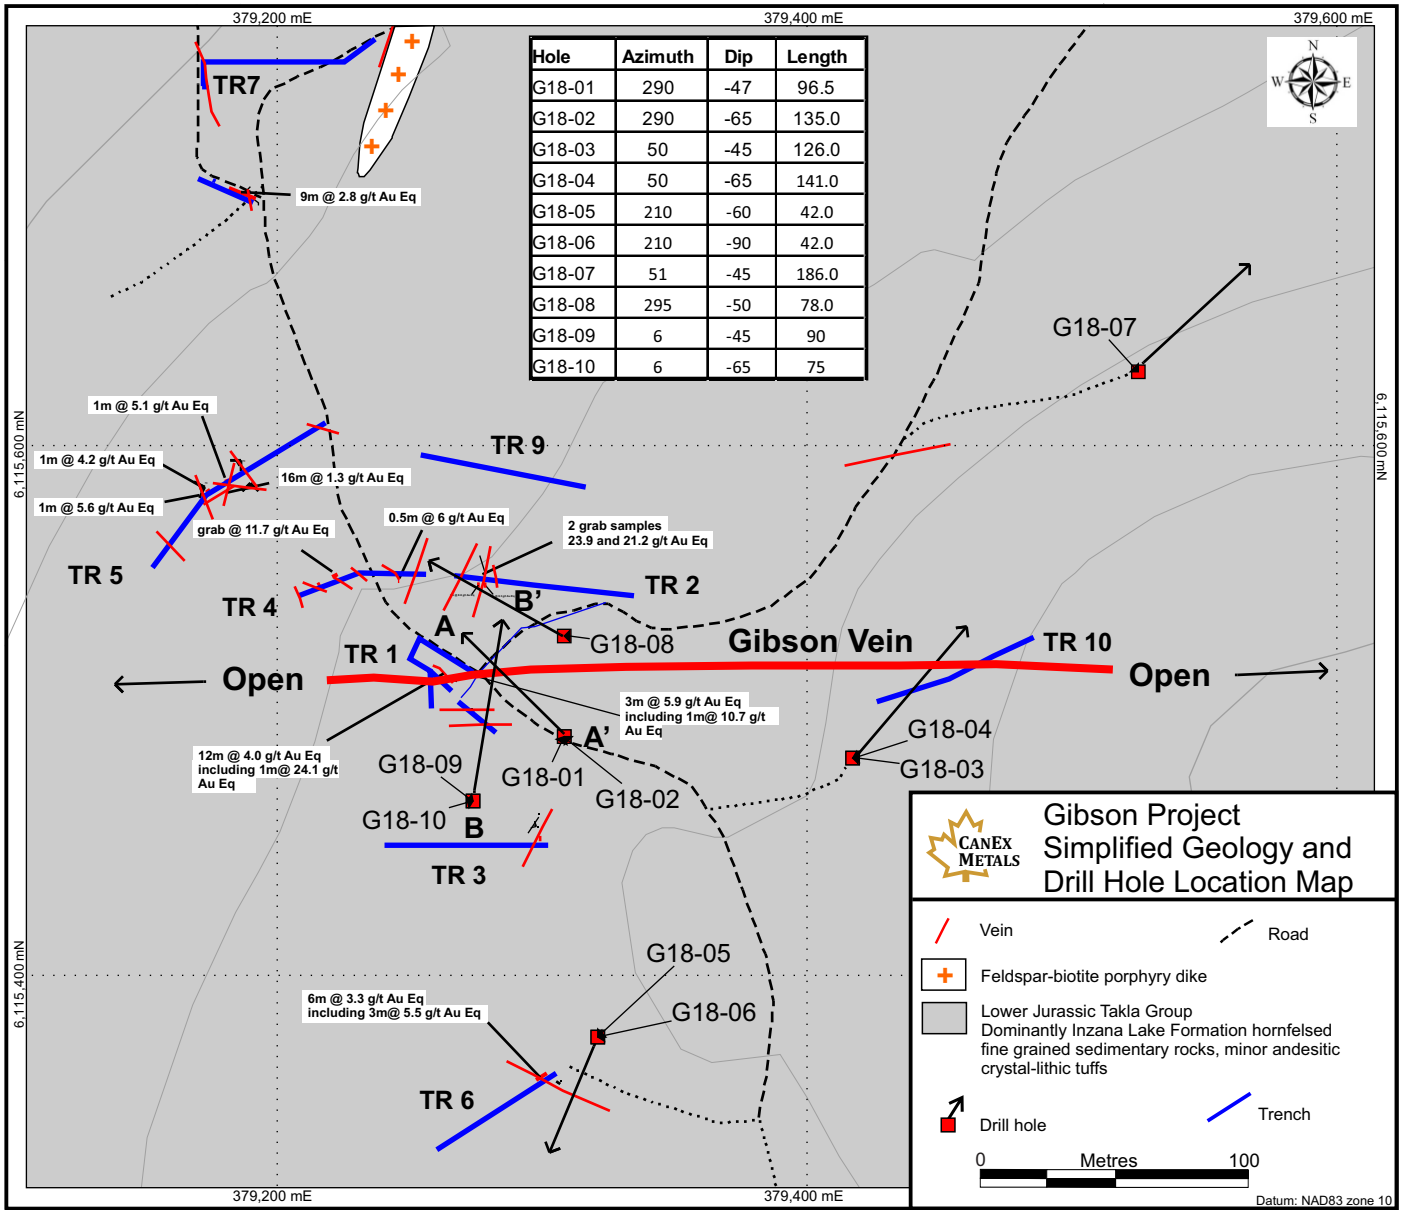 379,200 mE
379,400 mE
379,600 mE
Hole Azimuth Dip Length
G18-01 290 -47 96.5
G18-02 290 -65 135.0
G18-03 50 -45 126.0
G18-04 50 -65 141.0
G18-05 210 -60 42.0
G18-06 210 -90 42.0
G18-07 51 -45 186.0
G18-08 295 -50 78.0
G18-09 6 -45 90
G18-10 6 -65 75
N
W E
S
TR7
9m @ 2.8 g/t Au Eq
G18-07
1m @ 5.1 g/t Au Eq
6,115,600 mN
6,115,600 mN
TR 9
1m @ 4.2 g/t Au Eq
16m @ 1.3 g/t Au Eq
1m @ 5.6 g/t Au Eq
0.5m @ 6 g/t Au Eq
grab @ 11.7 g/t Au Eq
2 grab samples
23.9 and 21.2 g/t Au Eq
TR 5
TR 4
TR 2
B'
A
G18-08
Gibson Vein
TR 10
TR 1
Open
Open
3m @ 5.9 g/t Au Eq
including 1m@ 10.7 g/t
Au Eq
A'
12m @ 4.0 g/t Au Eq
including 1m@ 24.1 g/t
Au Eq
G18-09
G18-01
G18-02
G18-04
G18-03
G18-10
B
TR 3
6,115,400 mN
G18-05
G18-06
6m @ 3.3 g/t Au Eq
including 3m@ 5.5 g/t Au Eq
TR 6
CANEX
METALS
Gibson Project
Simplified Geology and
Drill Hole Location Map
Vein
Road
Feldspar-biotite porphyry dike
Lower Jurassic Takla Group
Dominantly Inzana Lake Formation hornfelsed
fine grained sedimentary rocks, minor andesitic
crystal-lithic tuffs
Drill hole
Trench
0 Metres 100
Datum: NAD83 zone 10
379,200 mE
379,400 mE